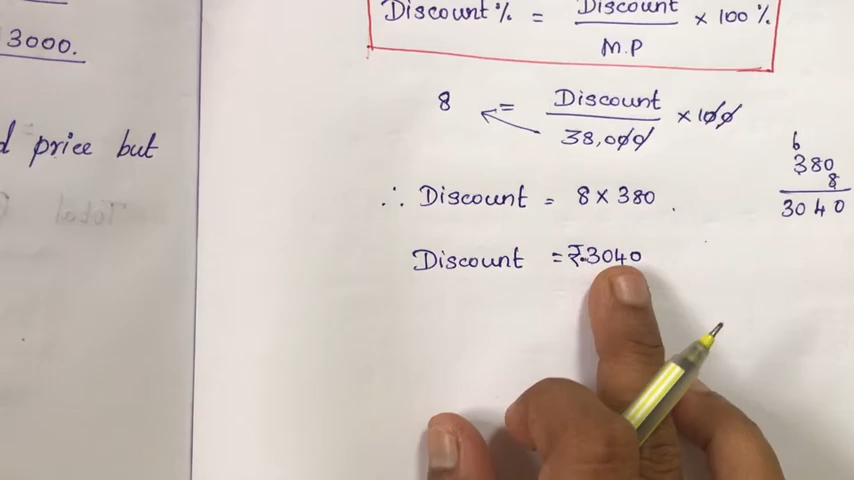 3000.
price but
Discount % = Discount / M.P × 100 %
8 = Discount / 38,000 × 100
∴ Discount = 8 × 380
Discount = ₹.3040
6
380
8
3040